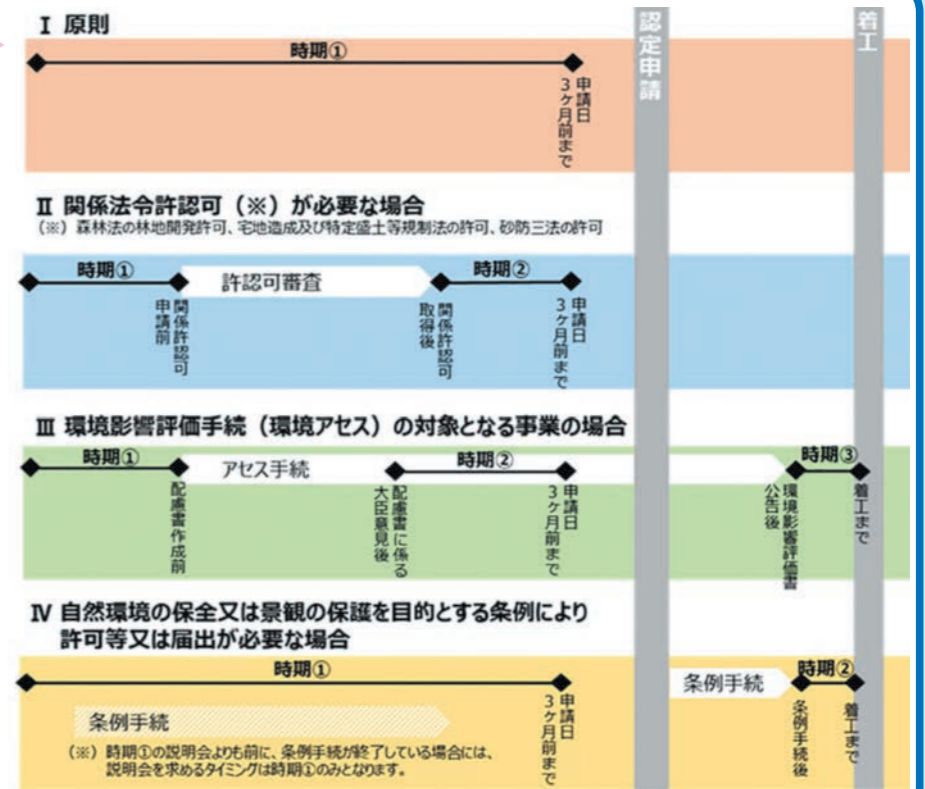 Ⅰ 原則
認定申請
着工
時期①
申請日
3ヶ月前まで
Ⅱ 関係法令許認可（※）が必要な場合
（※）森林法の林地開発許可、宅地造成及び特定盛土等規制法の許可、砂防三法の許可
時期①
許認可審査
時期②
関係許認可
申請前
関係許認可
取得後
申請日
3ヶ月前まで
Ⅲ 環境影響評価手続（環境アセス）の対象となる事業の場合
時期①
アセス手続
時期②
時期③
配慮書作成前
配慮書に係る
大臣意見後
申請日
3ヶ月前まで
環境影響評価書
公告後
着工まで
Ⅳ 自然環境の保全又は景観の保護を目的とする条例により
許可等又は届出が必要な場合
時期①
条例手続
時期②
申請日
3ヶ月前まで
条例手続後
着工まで
条例手続
（※）時期①の説明会よりも前に、条例手続が終了している場合には、
説明会を求めるタイミングは時期①のみとなります。